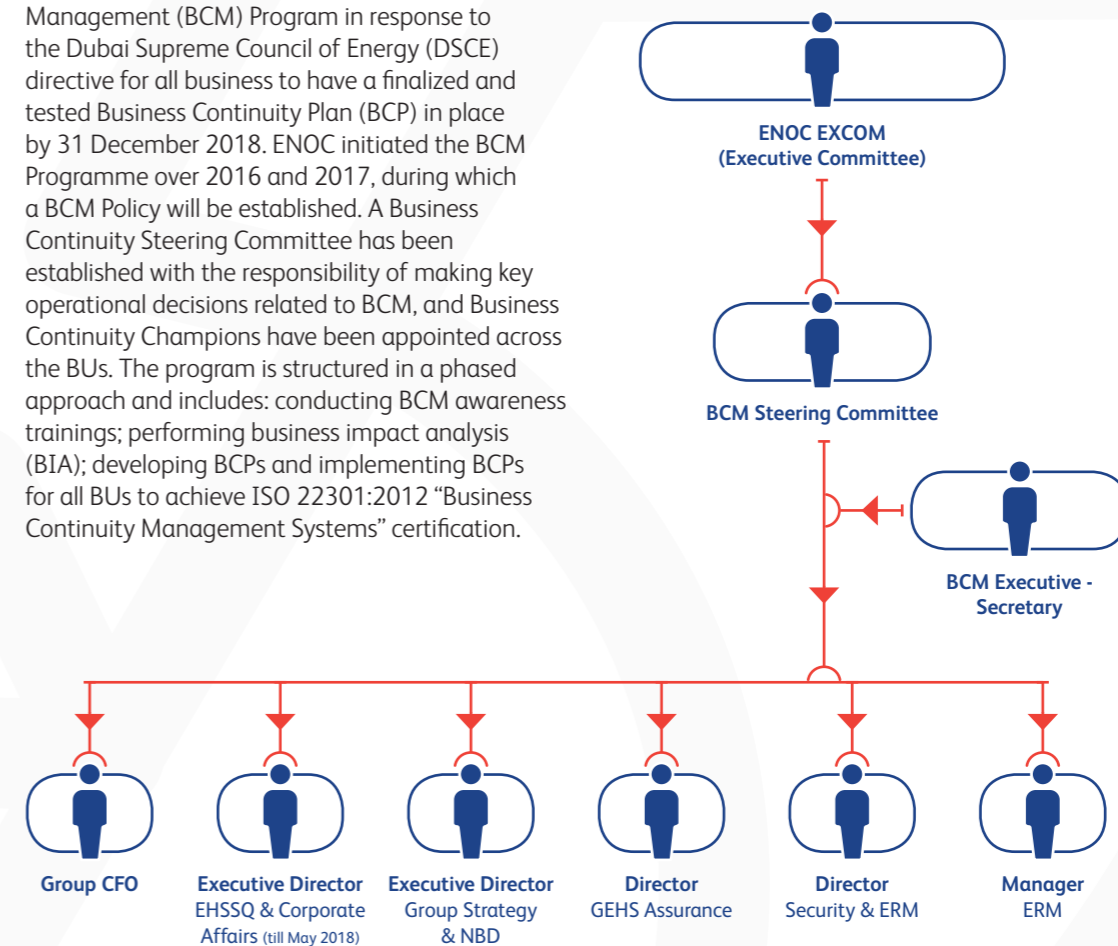 Management (BCM) Program in response to
the Dubai Supreme Council of Energy (DSCE)
directive for all business to have a finalized and
tested Business Continuity Plan (BCP) in place
by 31 December 2018. ENOC initiated the BCM
Programme over 2016 and 2017, during which
a BCM Policy will be established. A Business
Continuity Steering Committee has been
established with the responsibility of making key
operational decisions related to BCM, and Business
Continuity Champions have been appointed across
the BUs. The program is structured in a phased
approach and includes: conducting BCM awareness
trainings; performing business impact analysis
(BIA); developing BCPs and implementing BCPs
for all BUs to achieve ISO 22301:2012 “Business
Continuity Management Systems” certification.
ENOC EXCOM
(Executive Committee)
BCM Steering Committee
BCM Executive -
Secretary
Group CFO
Executive Director
EHSSQ & Corporate
Affairs (till May 2018)
Executive Director
Group Strategy
& NBD
Director
GEHS Assurance
Director
Security & ERM
Manager
ERM